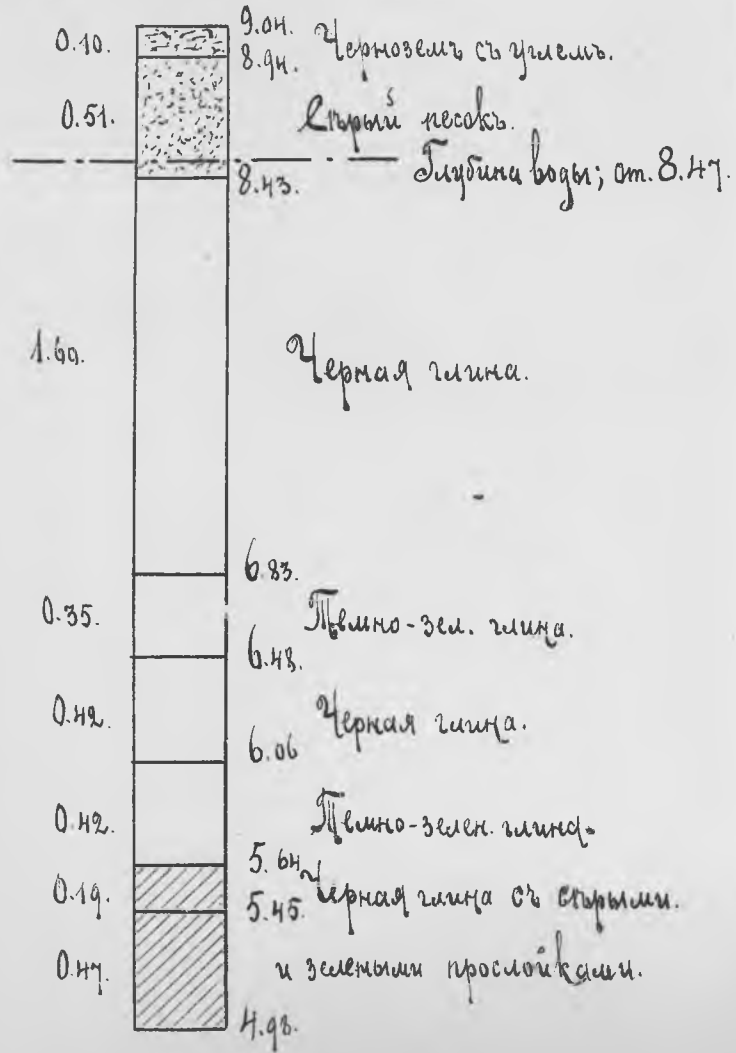 9.04.
0.10. Черноземъ съ углемъ.
8.94.
0.51. Сѣрый песокъ.
Глубина воды; от. 8.47.
8.43.
1.60. Черная глина.
6.83.
0.35. Темно-зел. глина.
6.48.
0.42. Черная глина.
6.06
0.42. Темно-зелен. глина.
5.64
0.19. Черная глина съ сѣрыми.
5.45.
0.47. и зелеными прослойками.
4.98.